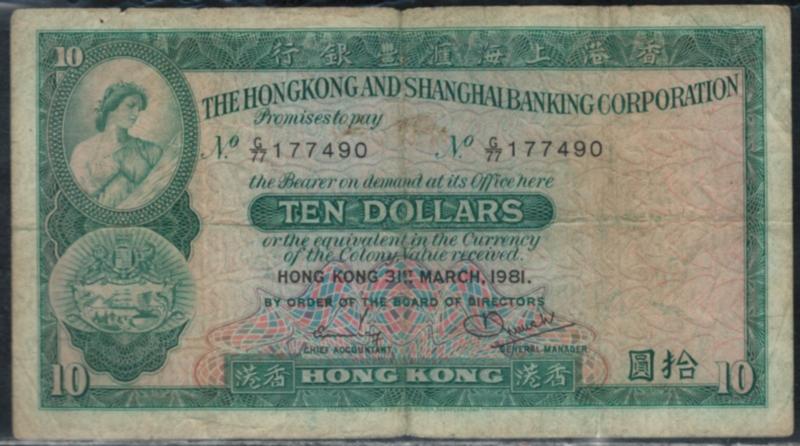 10 行銀豐滙海上港香
THE HONGKONG AND SHANGHAI BANKING CORPORATION
Promises to pay
No G/77 177490 No G/77 177490
the Bearer on demand at its Office here
TEN DOLLARS
or the equivalent in the Currency
of the Colony, Value received.
HONG KONG 31ST MARCH, 1981.
BY ORDER OF THE BOARD OF DIRECTORS
CHIEF ACCOUNTANT GENERAL MANAGER
10 港香 HONG KONG 港香 圓拾 10